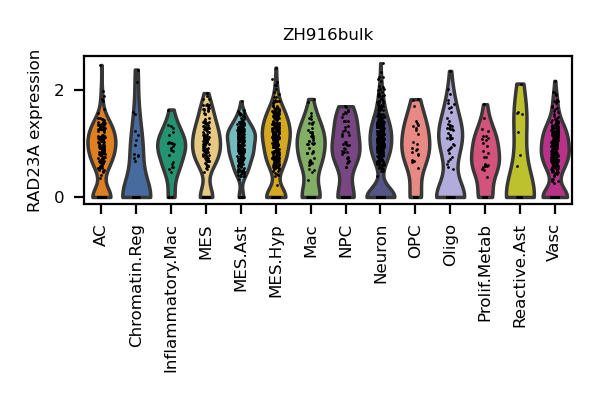 ZH916bulk
RAD23A expression
2
0
AC
Chromatin.Reg
Inflammatory.Mac
MES
MES.Ast
MES.Hyp
Mac
NPC
Neuron
OPC
Oligo
Prolif.Metab
Reactive.Ast
Vasc